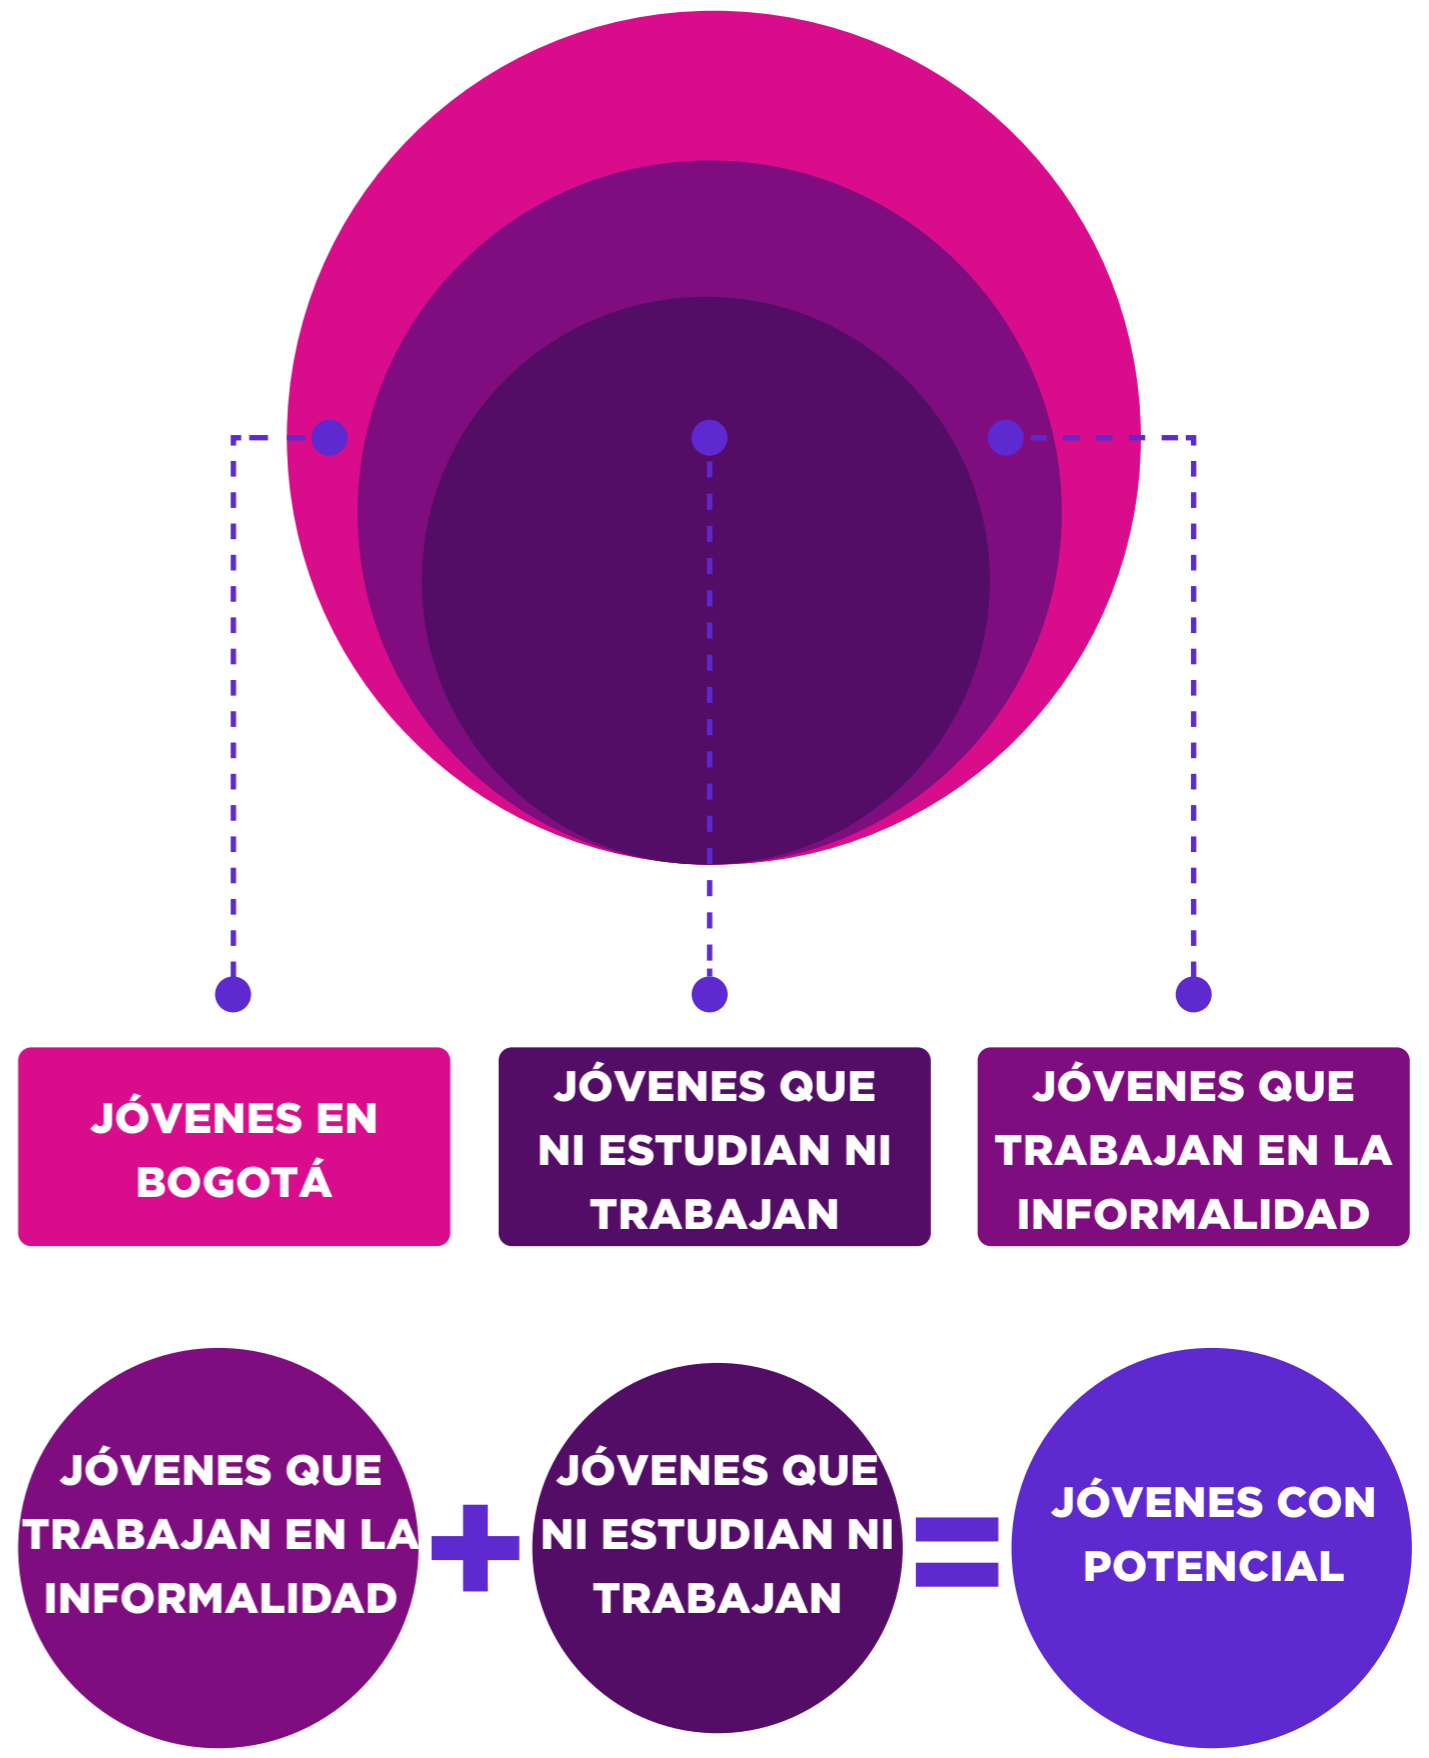 JÓVENES EN
BOGOTÁ
JÓVENES QUE
NI ESTUDIAN NI
TRABAJAN
JÓVENES QUE
TRABAJAN EN LA
INFORMALIDAD
JÓVENES QUE
TRABAJAN EN LA
INFORMALIDAD
+
JÓVENES QUE
NI ESTUDIAN NI
TRABAJAN
=
JÓVENES CON
POTENCIAL